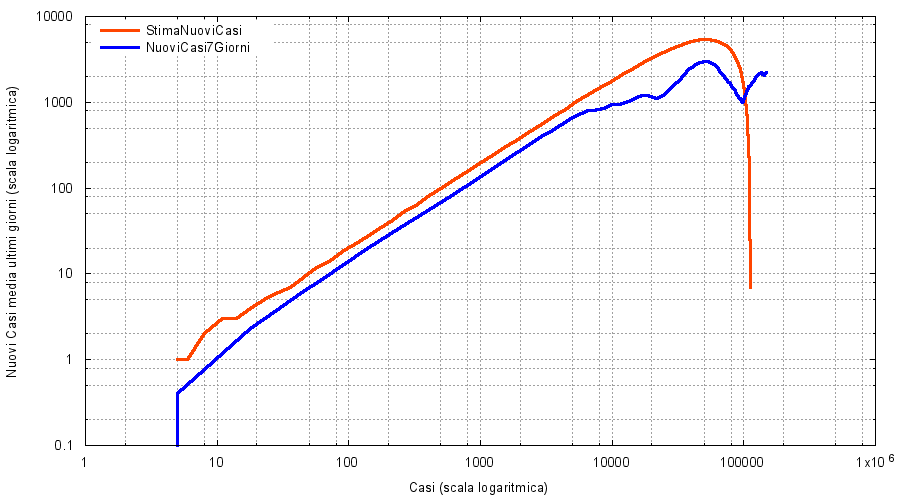 10000
StimaNuoviCasi
NuoviCasi7Giorni
1000
100
10
1
0.1
Nuovi Casi media ultimi giorni (scala logaritmica)
1
10
100
1000
10000
100000
1x10 6
Casi (scala logaritmica)